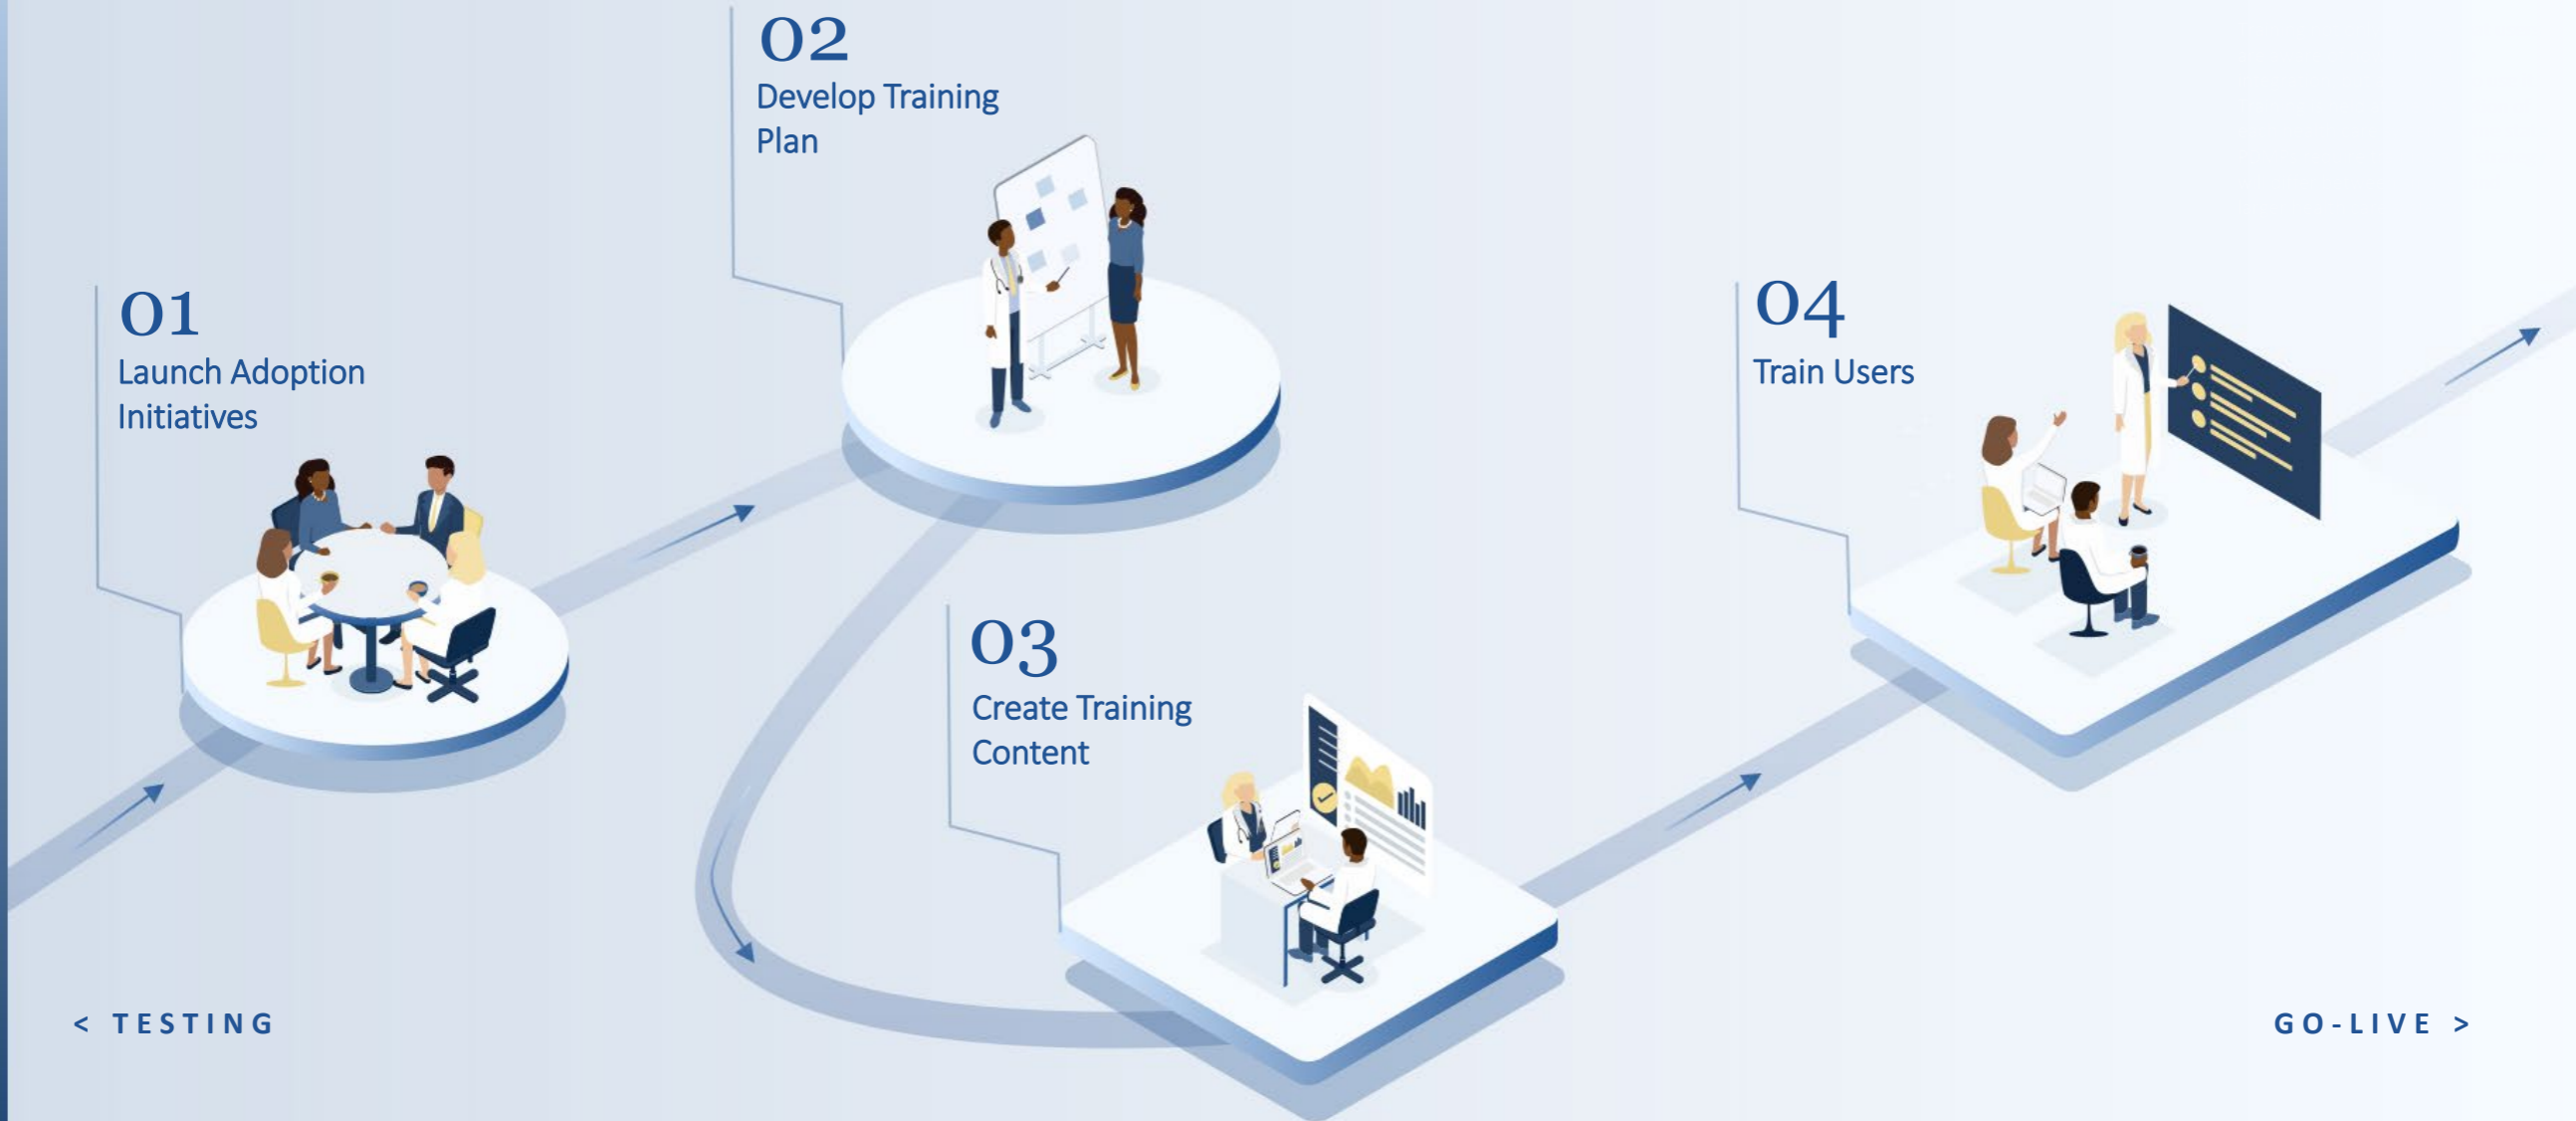 01
Launch Adoption
Initiatives
02
Develop Training
Plan
03
Create Training
Content
04
Train Users
< TESTING
GO-LIVE >